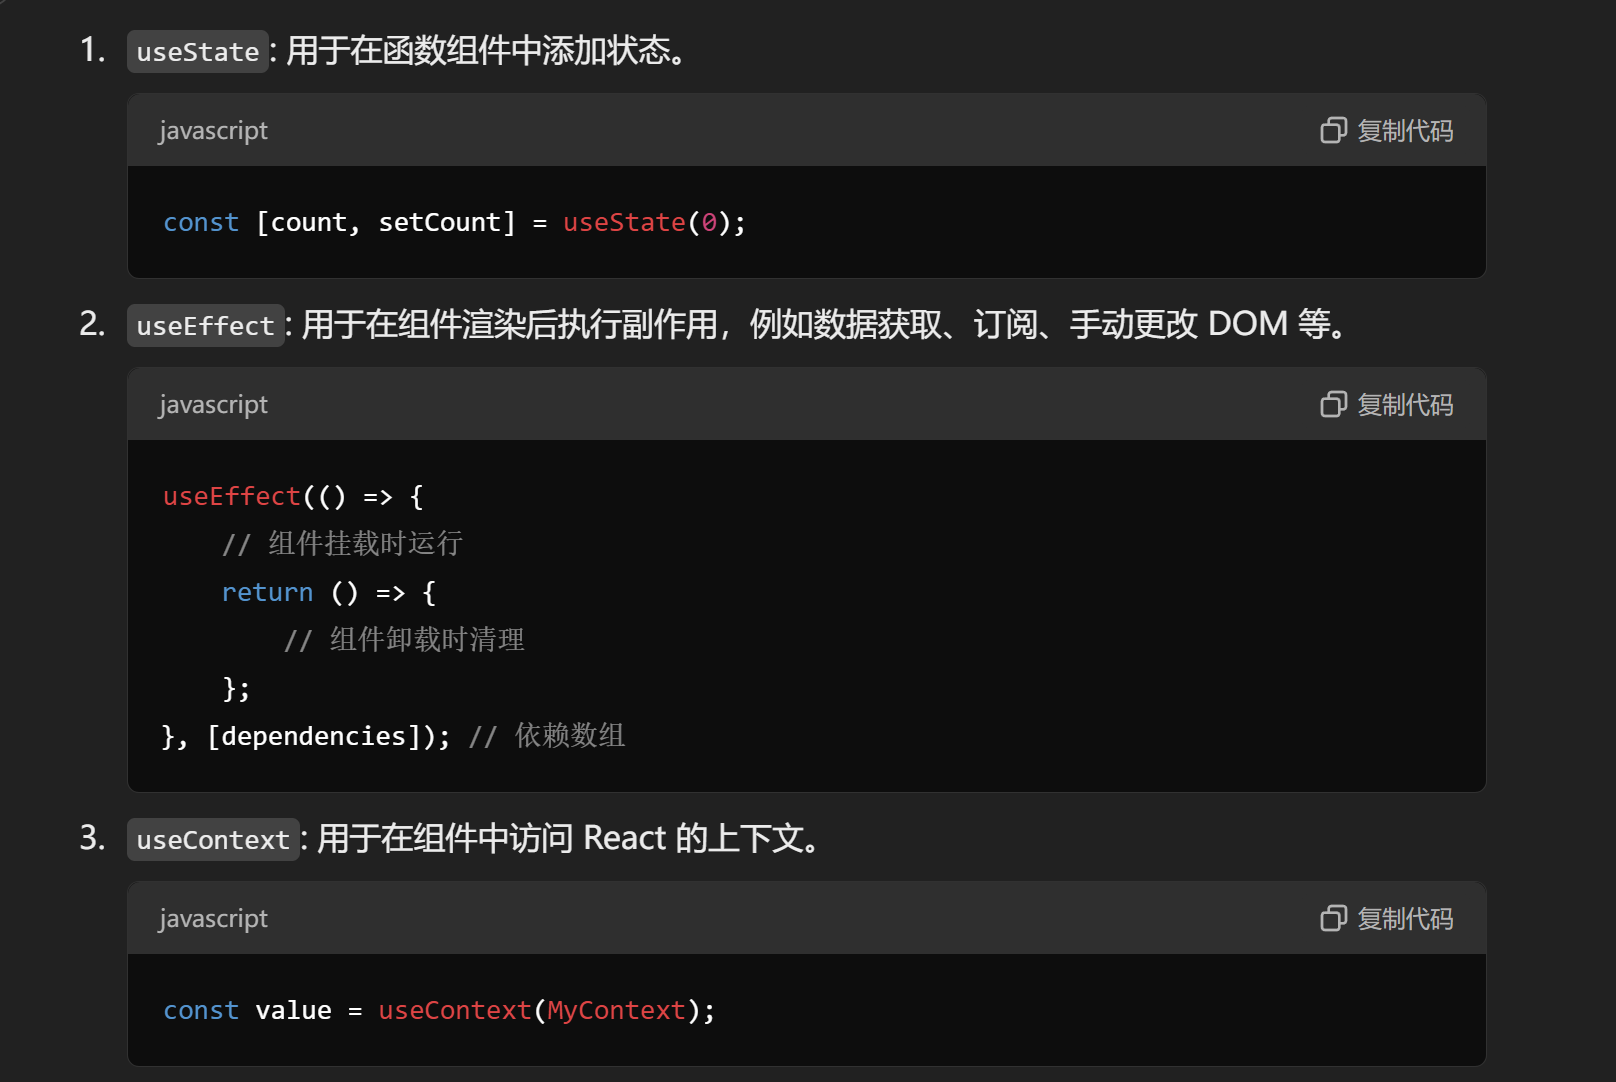 1. useState: 用于在函数组件中添加状态。
javascript 复制代码
const [count, setCount] = useState(0);
2. useEffect: 用于在组件渲染后执行副作用，例如数据获取、订阅、手动更改 DOM 等。
javascript 复制代码
useEffect(() => {
    // 组件挂载时运行
    return () => {
        // 组件卸载时清理
    };
}, [dependencies]); // 依赖数组
3. useContext: 用于在组件中访问 React 的上下文。
javascript 复制代码
const value = useContext(MyContext);